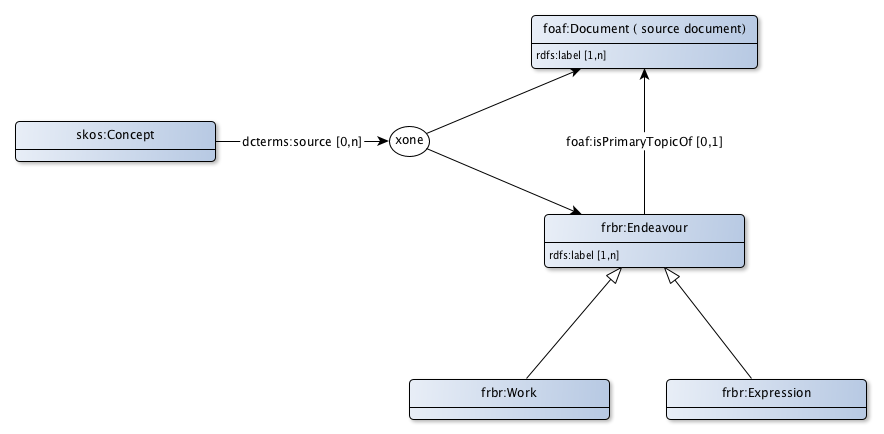 foaf:Document ( source document)
rdfs:label [1,n]
skos:Concept
dcterms:source [0,n]
xone
foaf:isPrimaryTopicOf [0,1]
frbr:Endeavour
rdfs:label [1,n]
frbr:Work
frbr:Expression